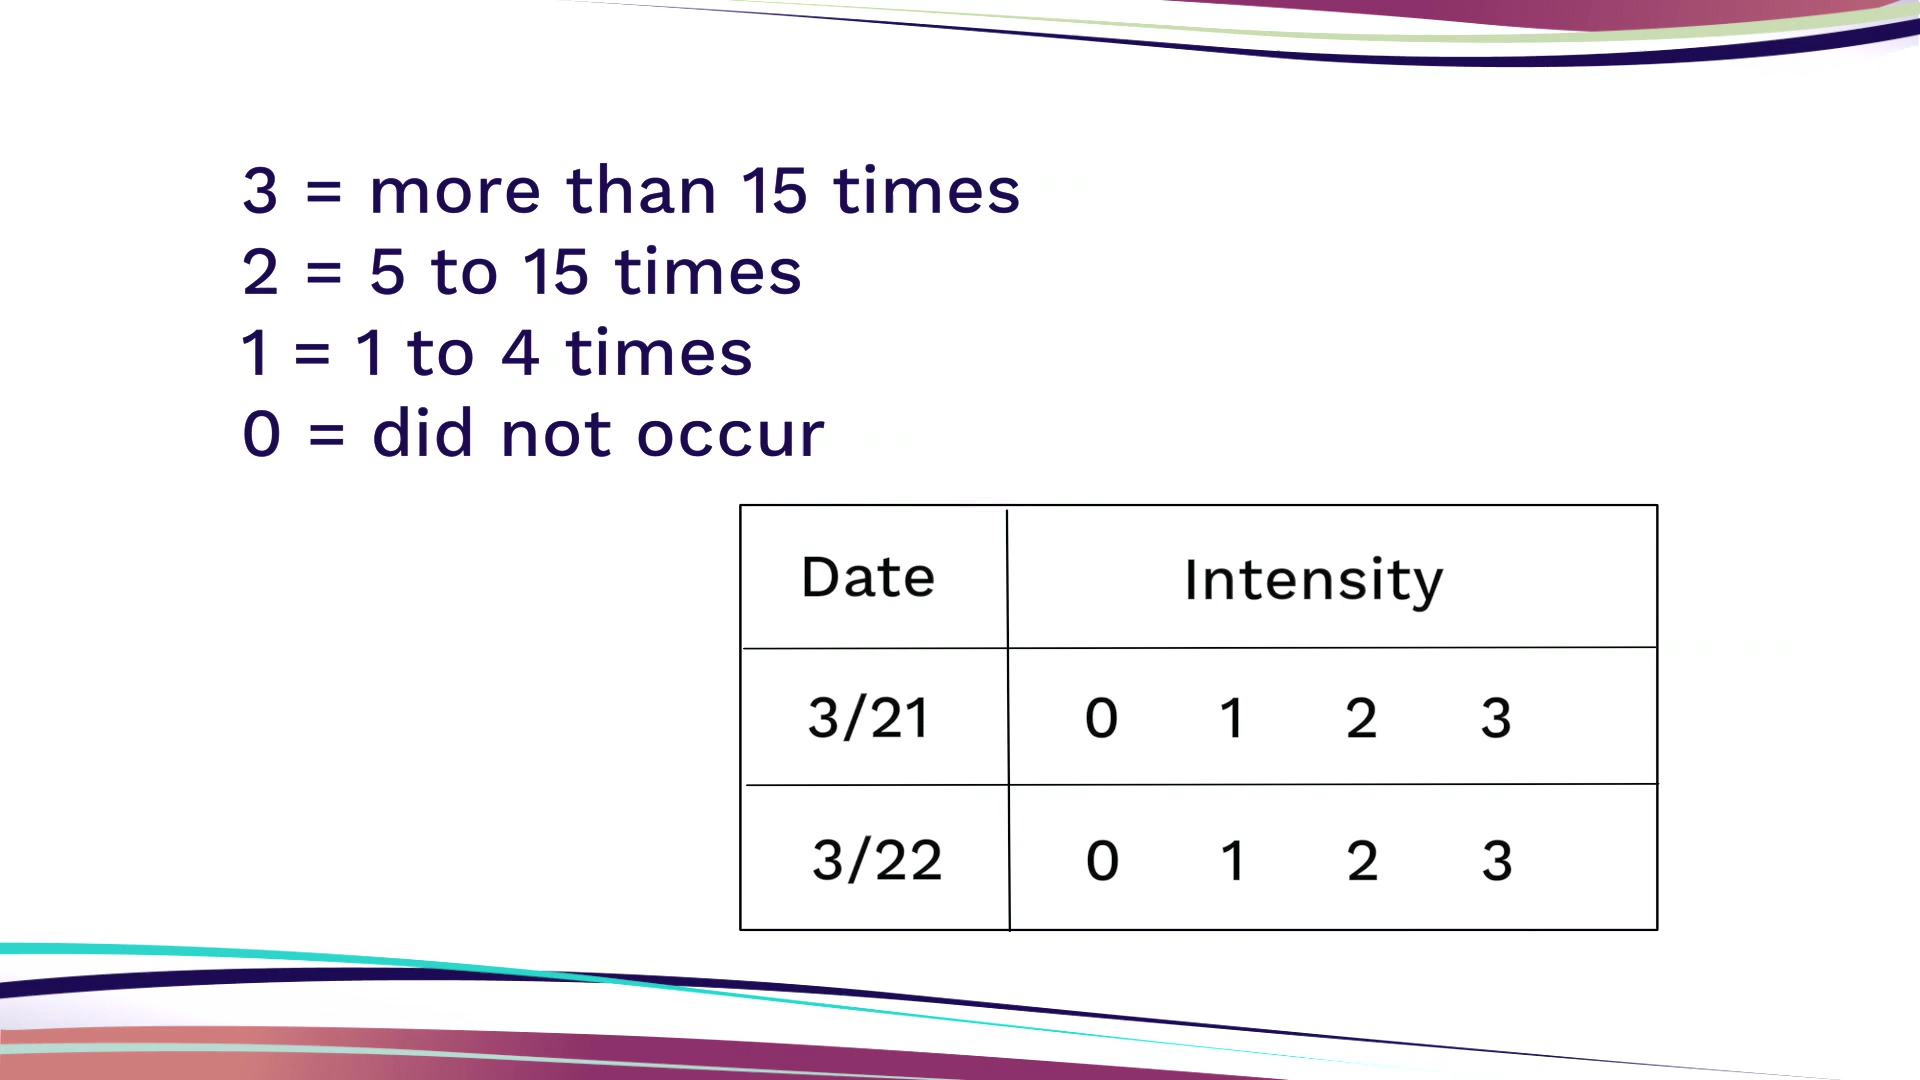 3 = more than 15 times
2 = 5 to 15 times
1 = 1 to 4 times
0 = did not occur
Date Intensity
3/21 0 1 2 3
3/22 0 1 2 3